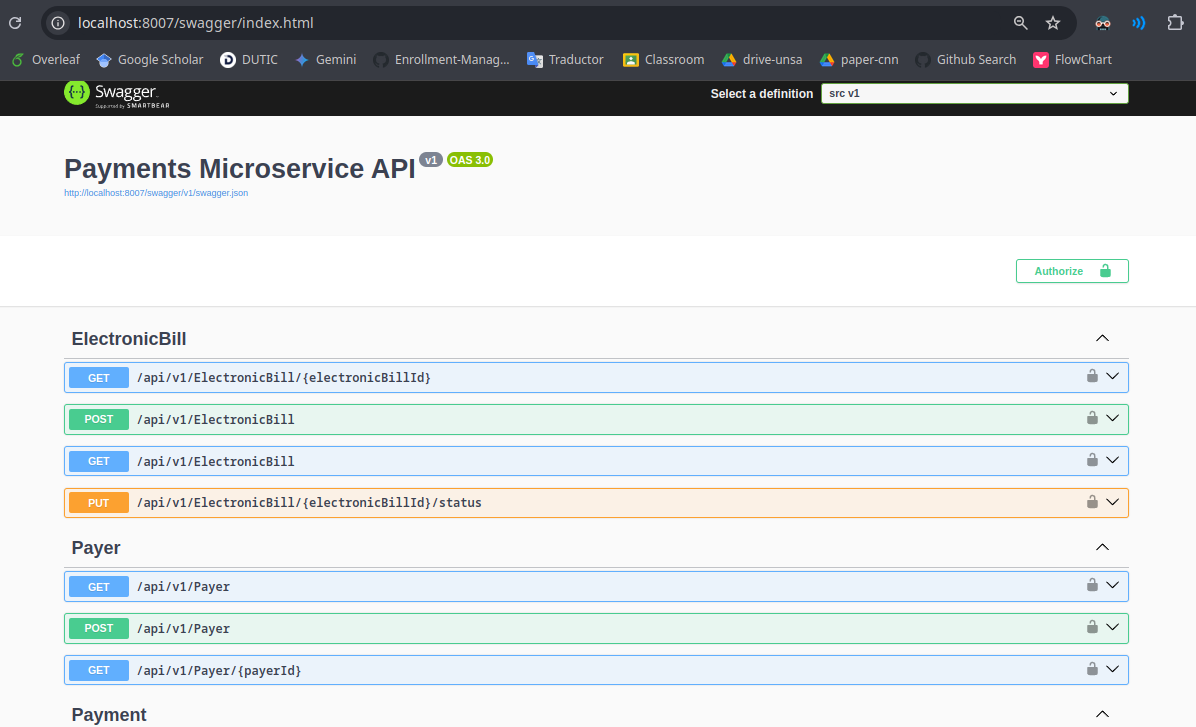 localhost:8007/swagger/index.html
Overleaf Google Scholar DUTIC Gemini Enrollment-Manag... Traductor Classroom drive-unsa paper-cnn Github Search FlowChart
Swagger. Select a definition src v1
Supported by SMARTBEAR
Payments Microservice API v1 OAS 3.0
http://localhost:8007/swagger/v1/swagger.json
Authorize
ElectronicBill
GET /api/v1/ElectronicBill/{electronicBillId}
POST /api/v1/ElectronicBill
GET /api/v1/ElectronicBill
PUT /api/v1/ElectronicBill/{electronicBillId}/status
Payer
GET /api/v1/Payer
POST /api/v1/Payer
GET /api/v1/Payer/{payerId}
Payment